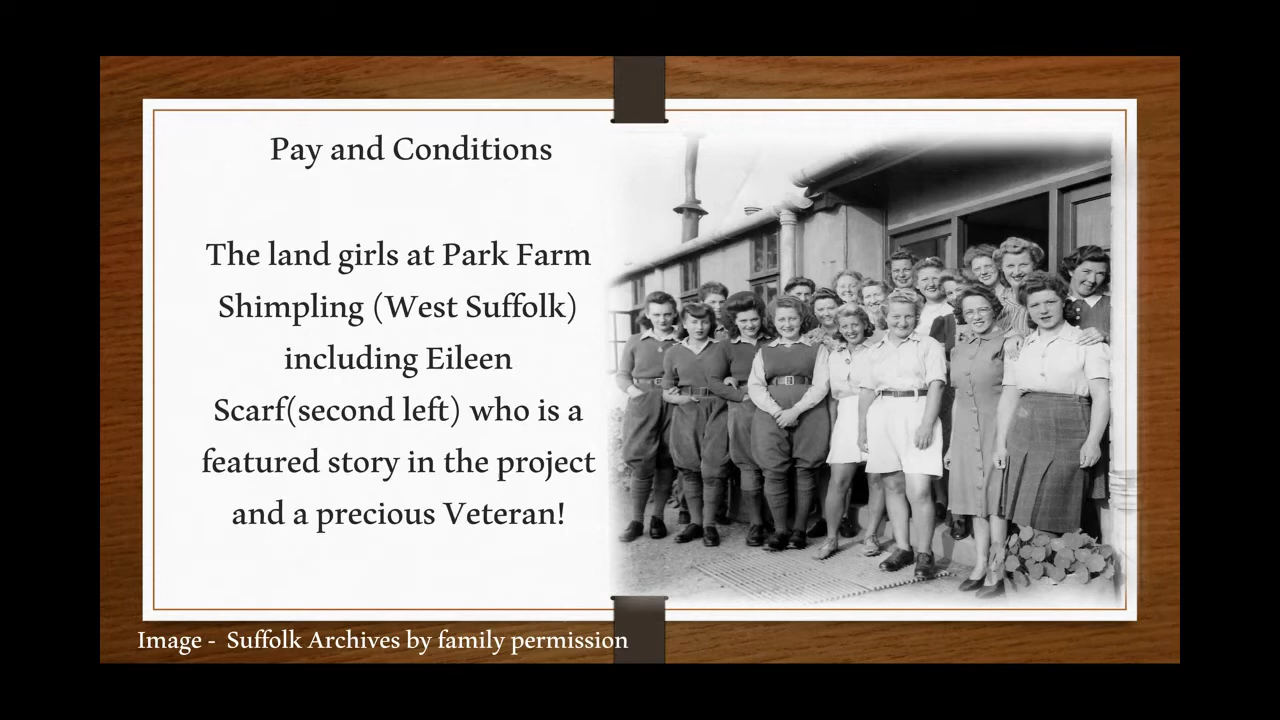 Pay and Conditions
The land girls at Park Farm
Shimpling (West Suffolk)
including Eileen
Scarf(second left) who is a
featured story in the project
and a precious Veteran!
Image - Suffolk Archives by family permission